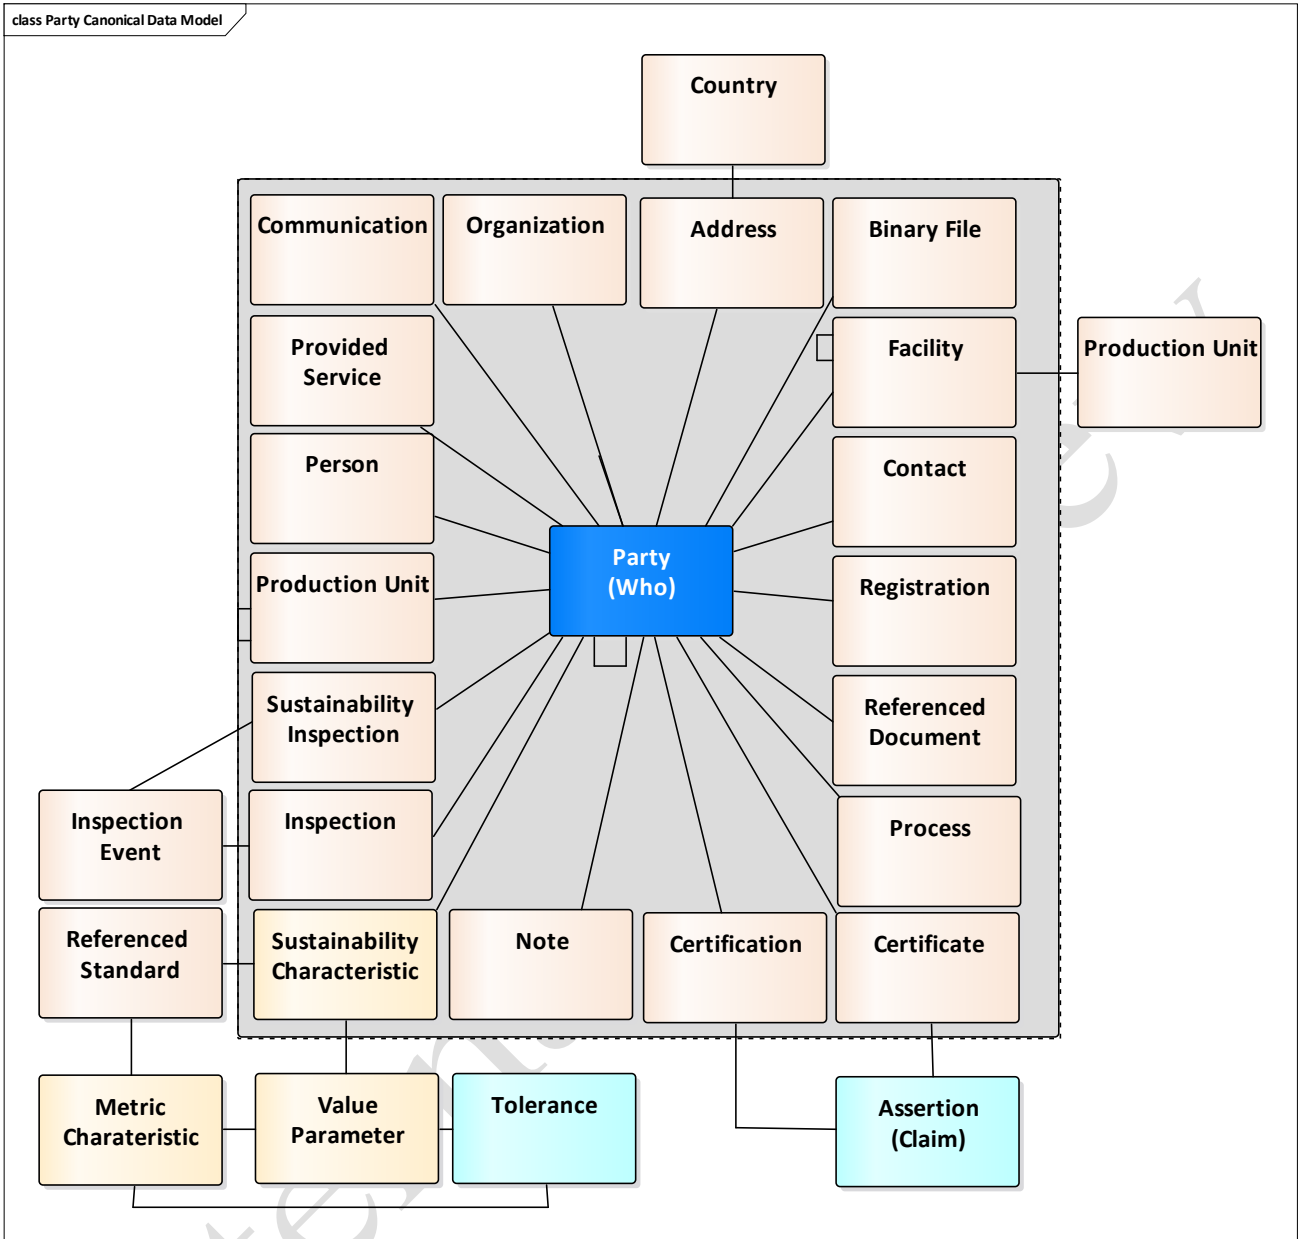 class Party Canonical Data Model
Country
Communication
Organization
Address
Binary File
Provided
Service
Facility
Production Unit
Person
Contact
Party
(Who)
Production Unit
Registration
Sustainability
Inspection
Referenced
Document
Inspection
Event
Inspection
Process
Referenced
Standard
Sustainability
Characteristic
Note
Certification
Certificate
Metric
Charateristic
Value
Parameter
Tolerance
Assertion
(Claim)